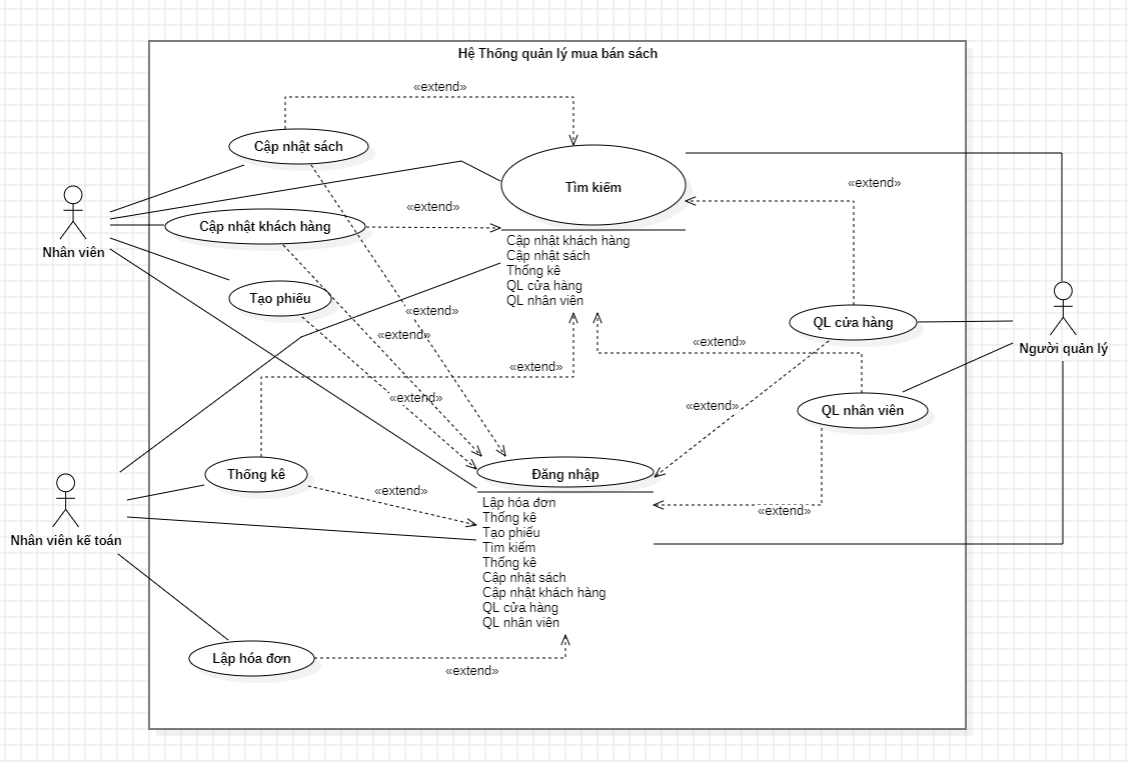 Hệ Thống quản lý mua bán sách
«extend»
Cập nhật sách
Tìm kiếm
«extend»
«extend»
Cập nhật khách hàng
Nhân viên
Cập nhật khách hàng
Cập nhật sách
Thống kê
QL cửa hàng
QL nhân viên
Tạo phiếu
«extend»
QL cửa hàng
«extend»
«extend»
Người quản lý
«extend»
«extend»
«extend»
QL nhân viên
Thống kê
Đăng nhập
«extend»
Nhân viên kế toán
Lập hóa đơn
Thống kê
Tạo phiếu
Tìm kiếm
Thống kê
Cập nhật sách
Cập nhật khách hàng
QL cửa hàng
QL nhân viên
«extend»
Lập hóa đơn
«extend»